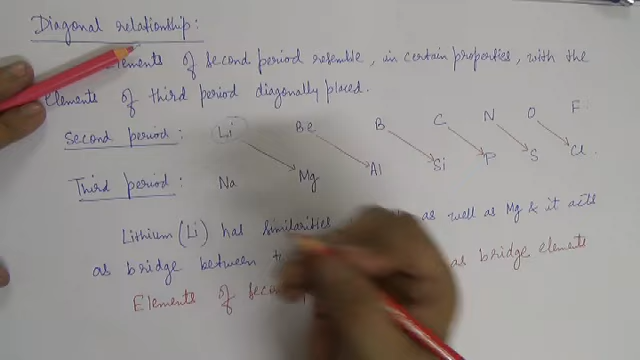 Diagonal relationship:
Elements of second period resemble, in certain properties, with the
elements of third period diagonally placed.
Second period: Li Be B C N O F
Third period: Na Mg Al Si P S Cl
Lithium (Li) has similarities as well as Mg & it acts
as bridge between as bridge elements
Elements of